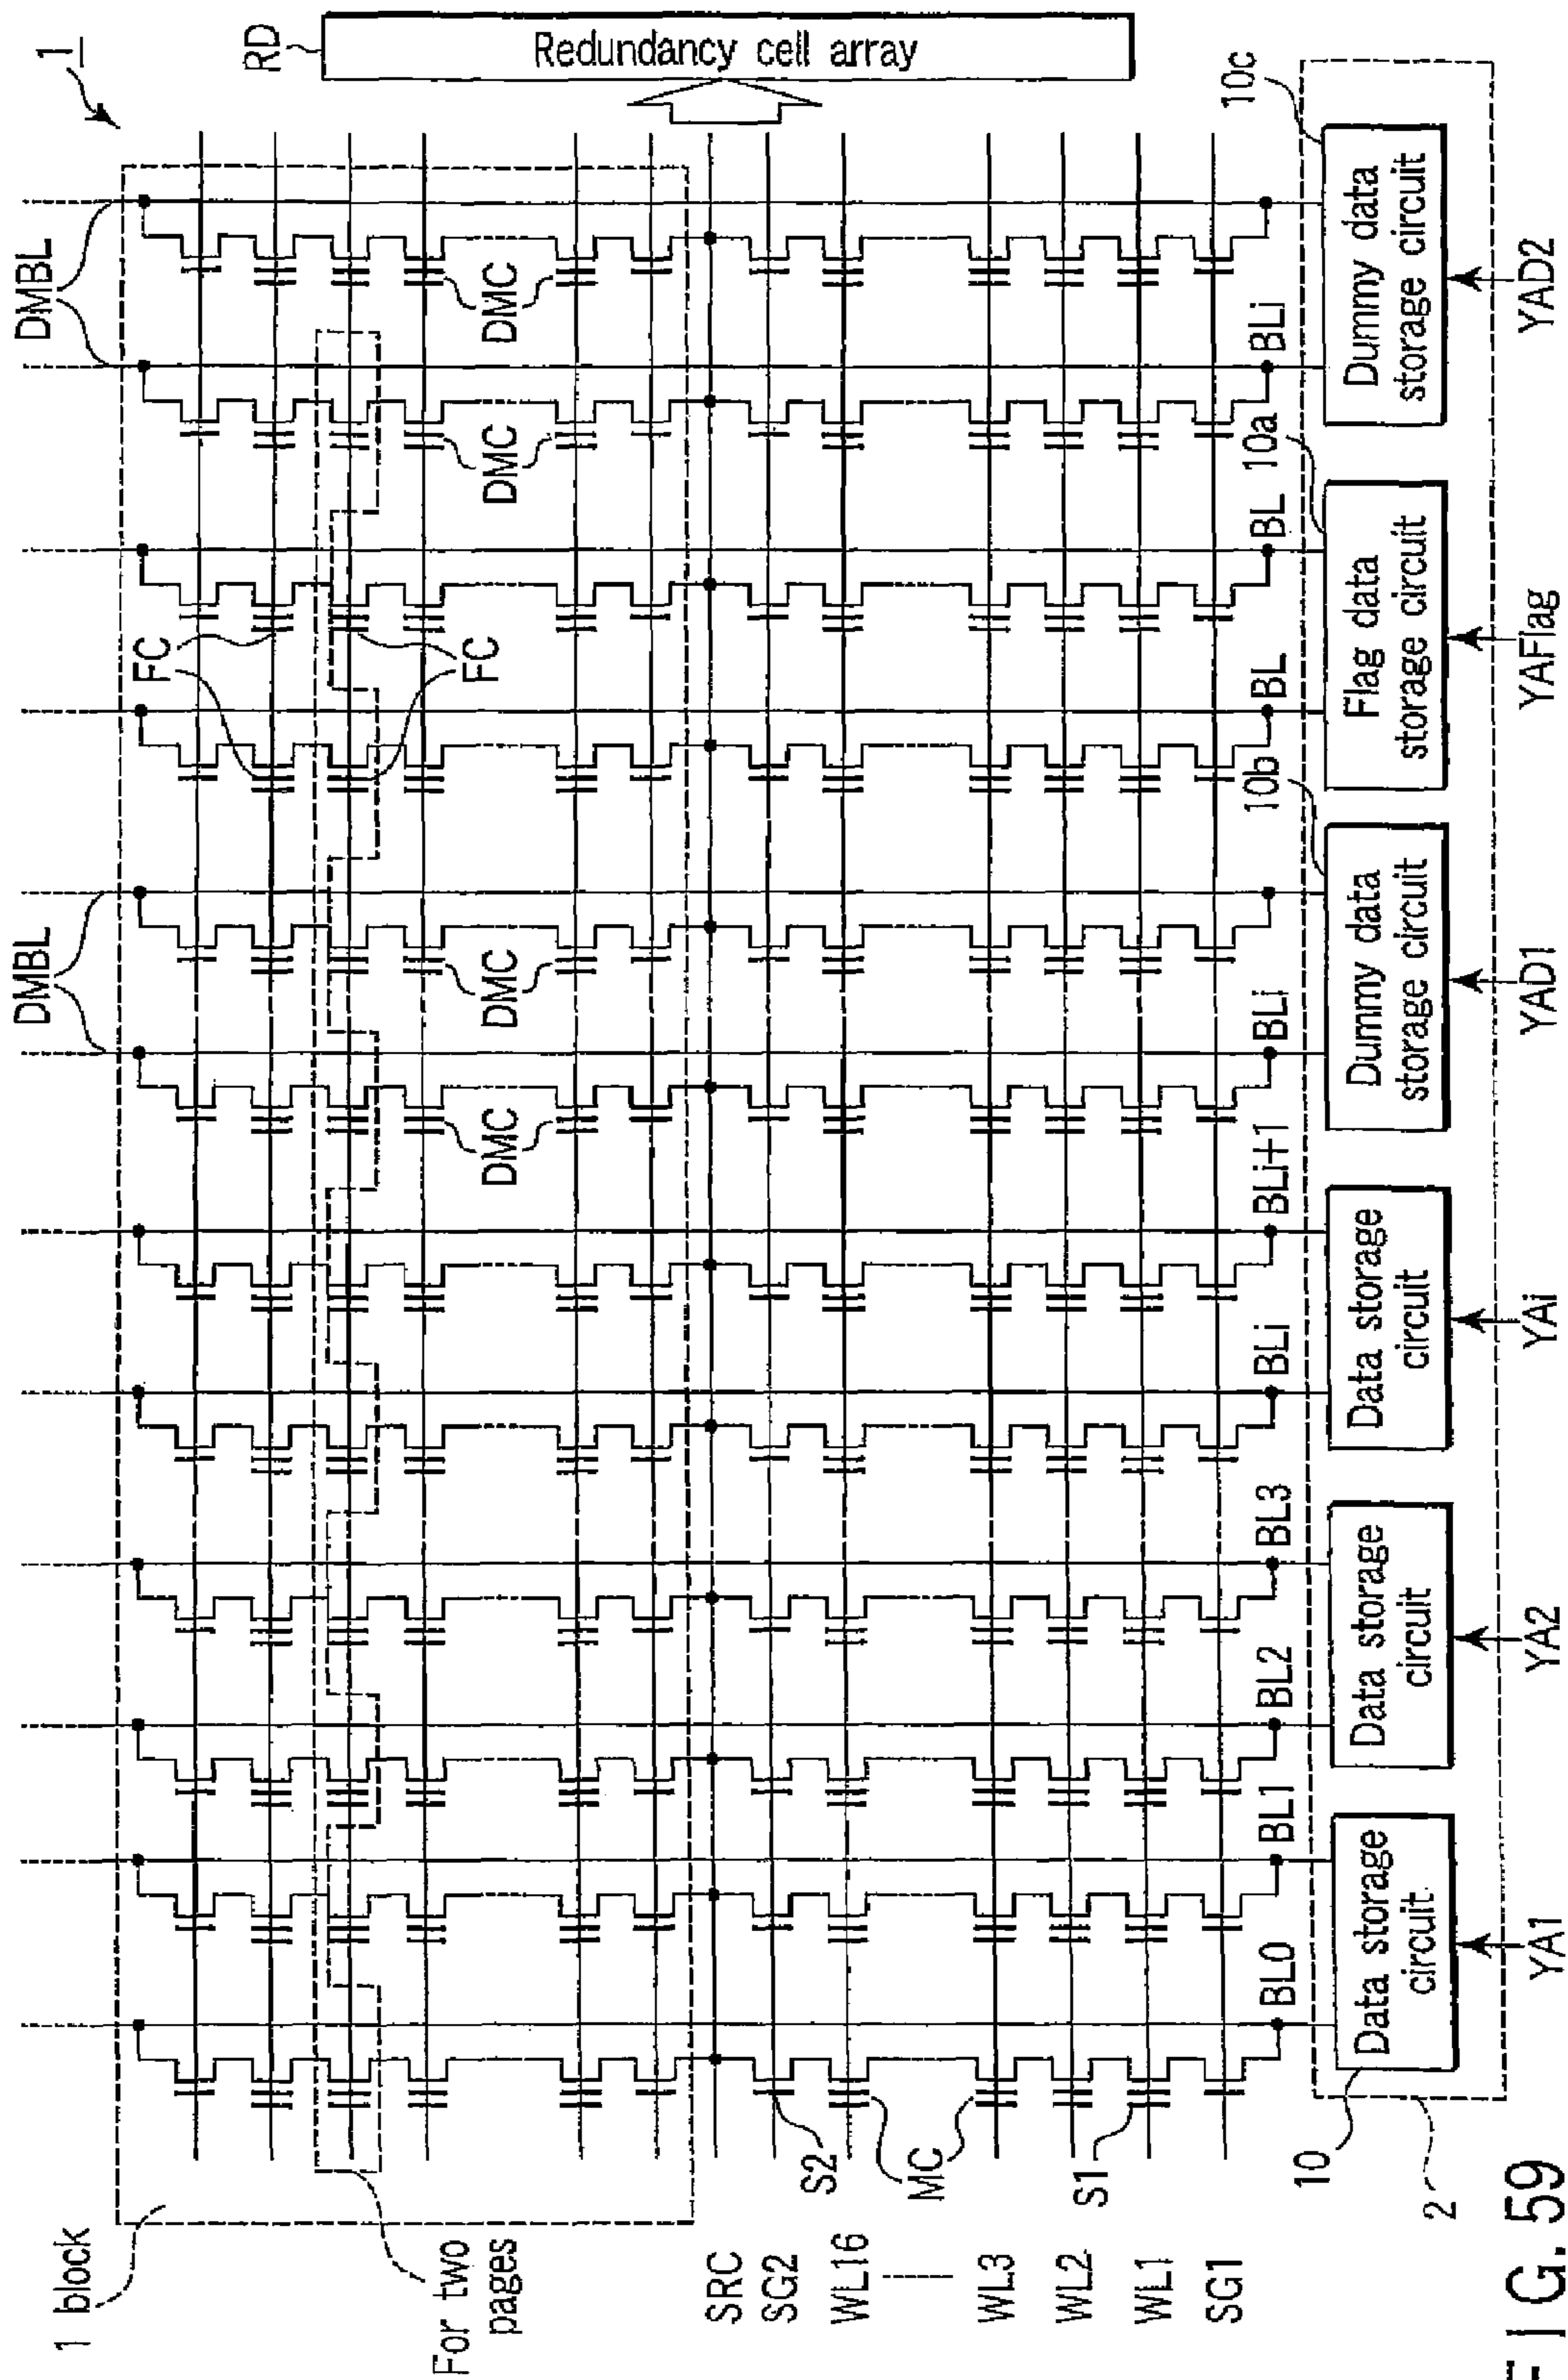 1
RD
Redundancy cell array
DMBL
DMBL
1 block
For two
pages
FC
FC
DMC
DMC
DMC
DMC
SRC
SG2
WL16
WL3
WL2
WL1
SG1
S2
MC
S1
BL0
BL1
BL2
BL3
BLi
BLi+1
BLi
BL
BL
BLi
10
2
10b
10a
10c
Data storage
circuit
Data storage
circuit
Data storage
circuit
Dummy data
storage circuit
Flag data
storage circuit
Dummy data
storage circuit
YA1
YA2
YAi
YAD1
YAFlag
YAD2
FIG. 59